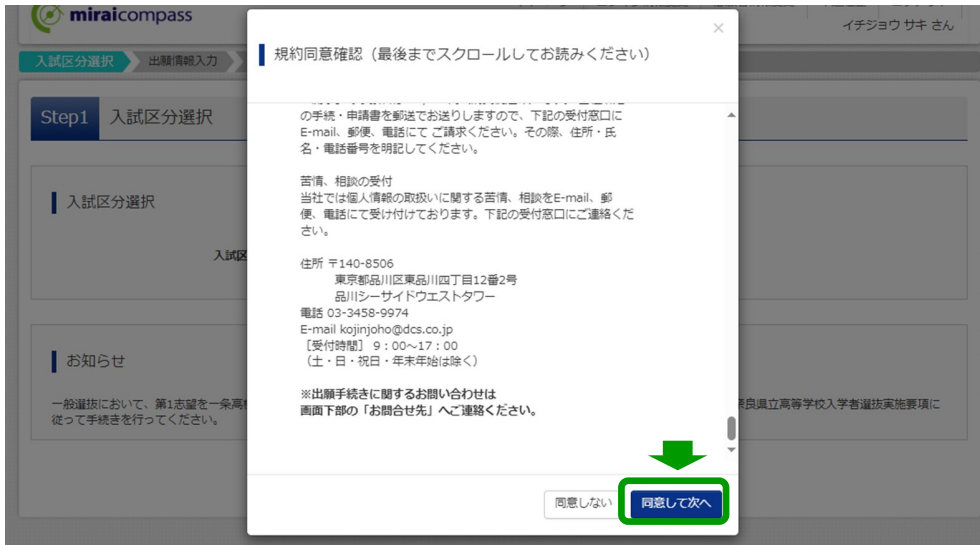 miraicompass
イチジョウ サキ さん
入試区分選択
出願情報入力
Step1 入試区分選択
入試区分選択
入試区
お知らせ
一般選抜において、第1志望を一条高
良県立高等学校入学者選抜実施要項に
従って手続きを行ってください。
×
規約同意確認（最後までスクロールしてお読みください）
の手続・申請書を郵送でお送りしますので、下記の受付窓口に
E-mail、郵便、電話にて ご請求ください。その際、住所・氏
名・電話番号を明記してください。
苦情、相談の受付
当社では個人情報の取扱いに関する苦情、相談をE-mail、郵
便、電話にて受け付けております。下記の受付窓口にご連絡くだ
さい。
住所 〒140-8506
東京都品川区東品川四丁目12番2号
品川シーサイドウエストタワー
電話 03-3458-9974
E-mail kojinjoho@dcs.co.jp
［受付時間］ 9：00～17：00
（土・日・祝日・年末年始は除く）
※出願手続きに関するお問い合わせは
画面下部の「お問合せ先」へご連絡ください。
同意しない
同意して次へ